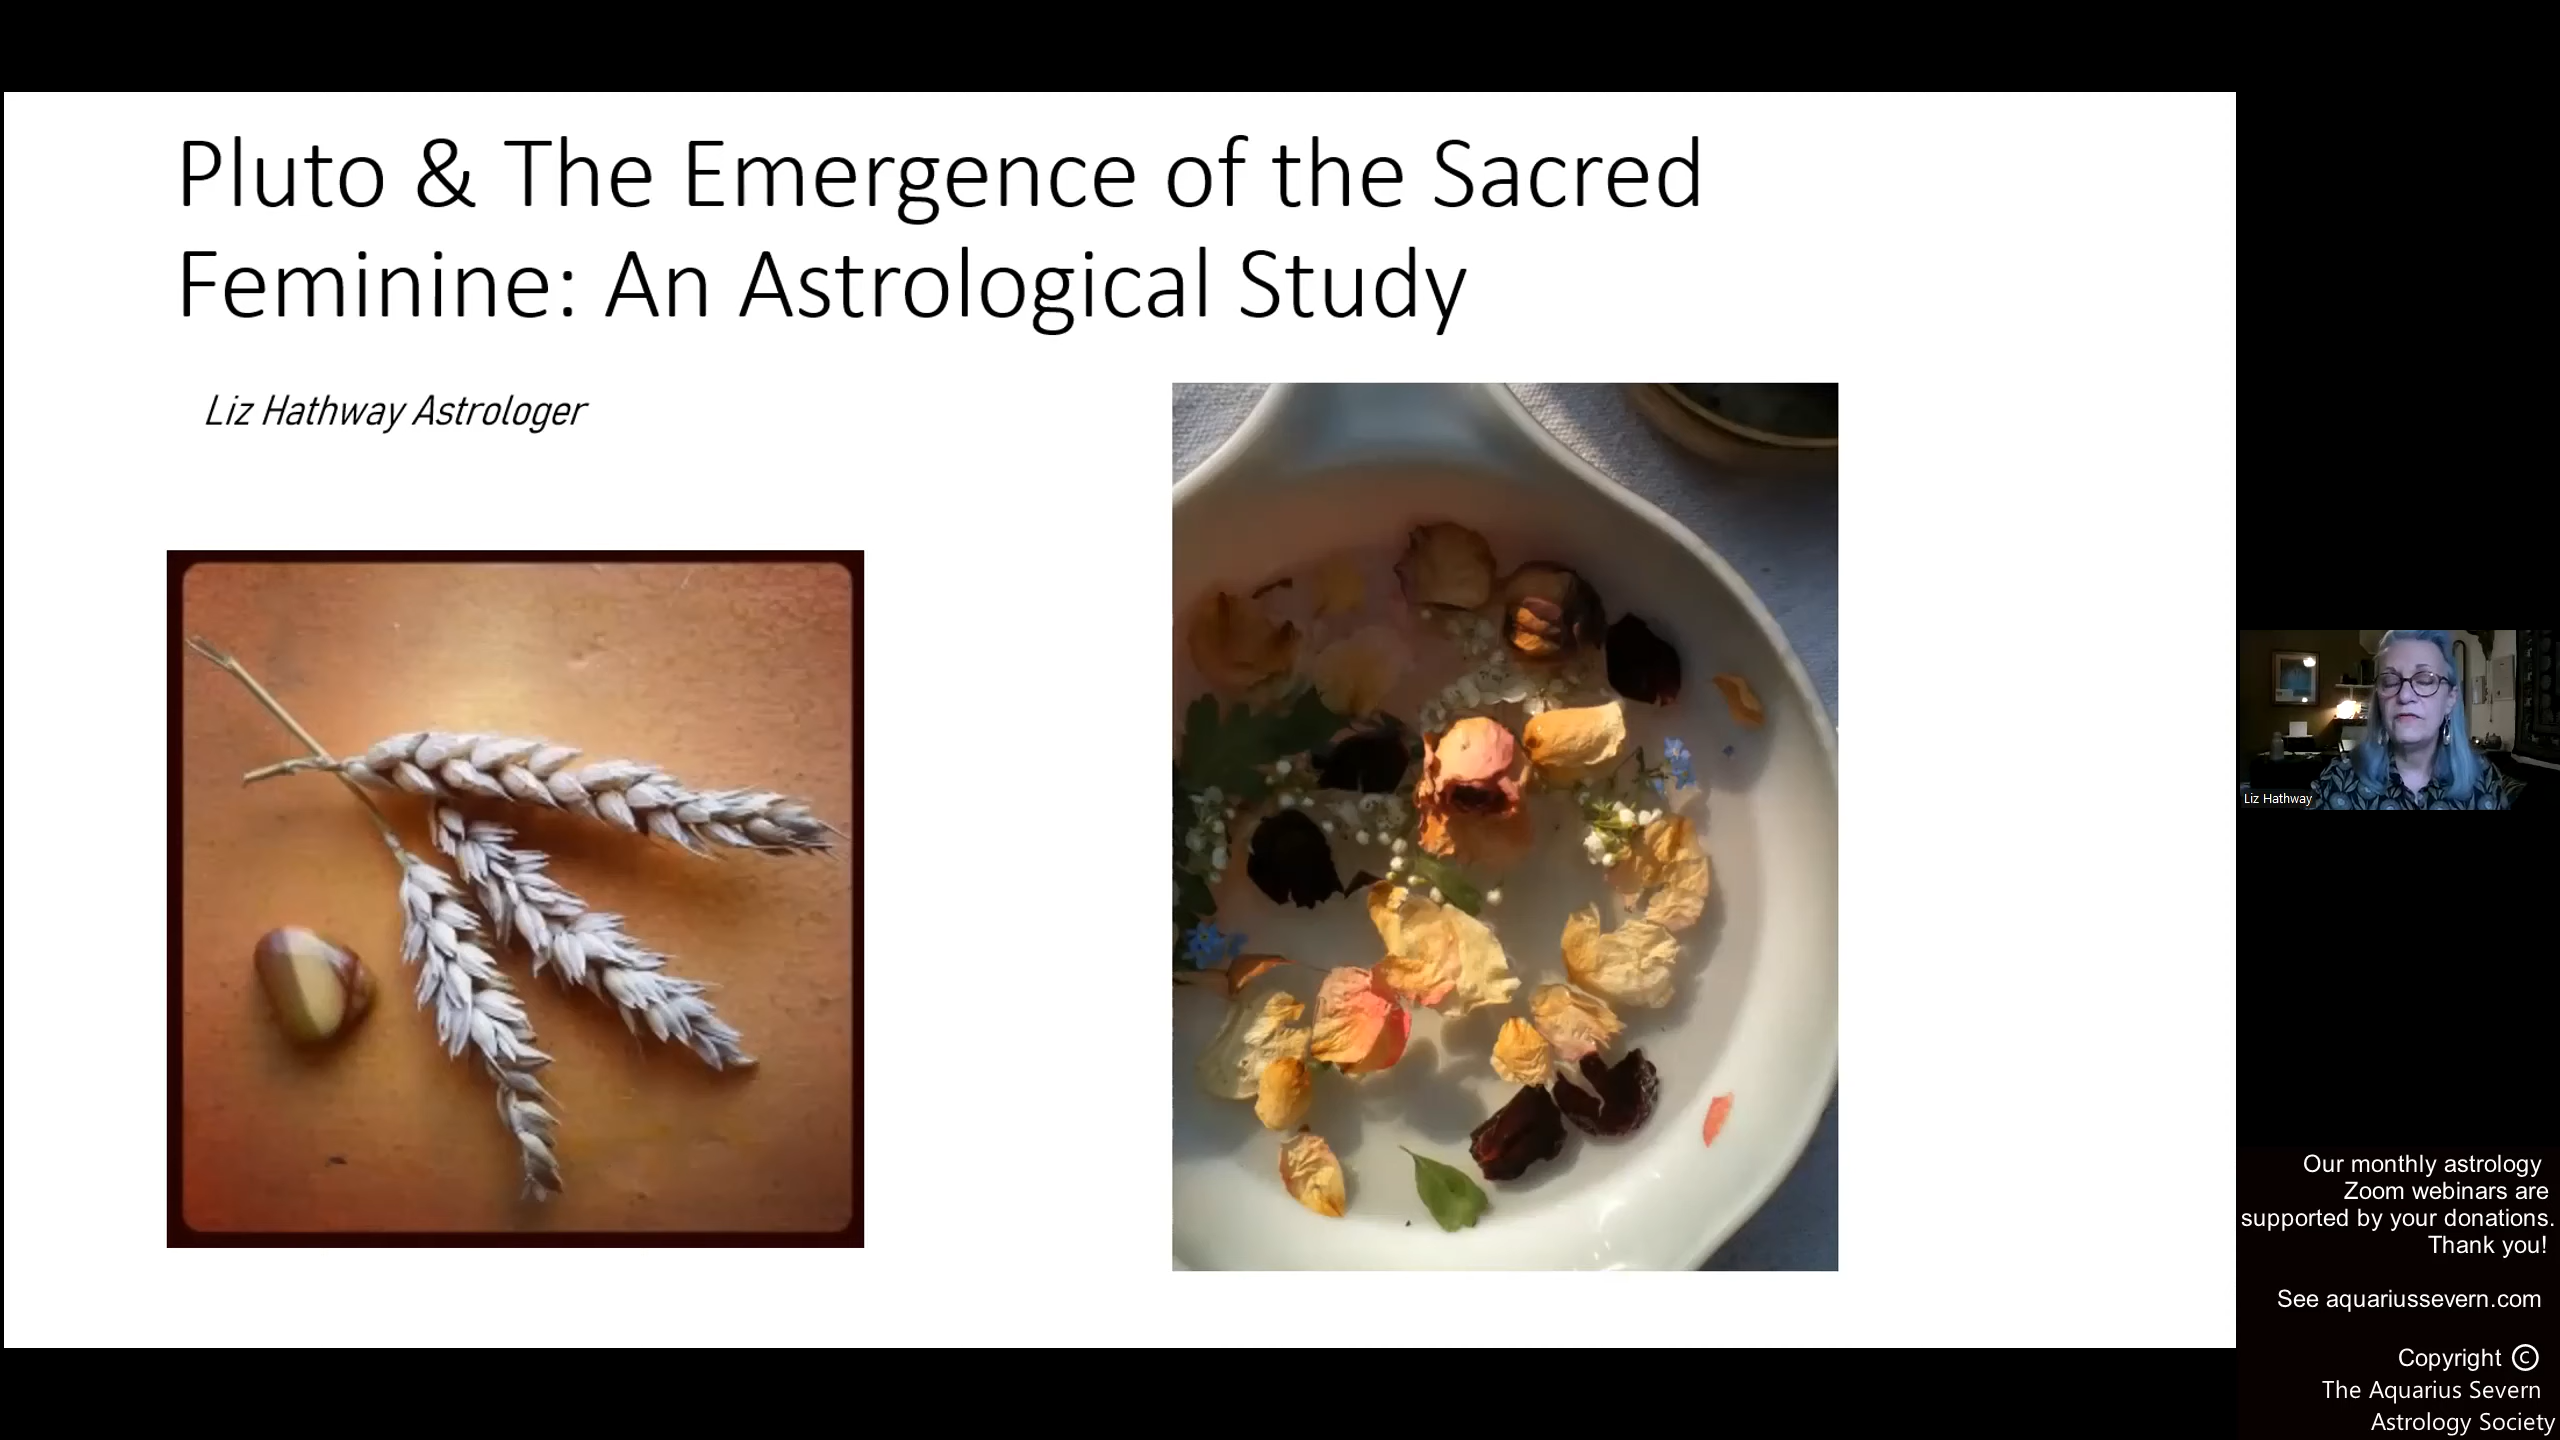 Pluto & The Emergence of the Sacred
Feminine: An Astrological Study
Liz Hathway Astrologer
Liz Hathway
Our monthly astrology
Zoom webinars are
supported by your donations.
Thank you!
See aquariussevern.com
Copyright ©
The Aquarius Severn
Astrology Society